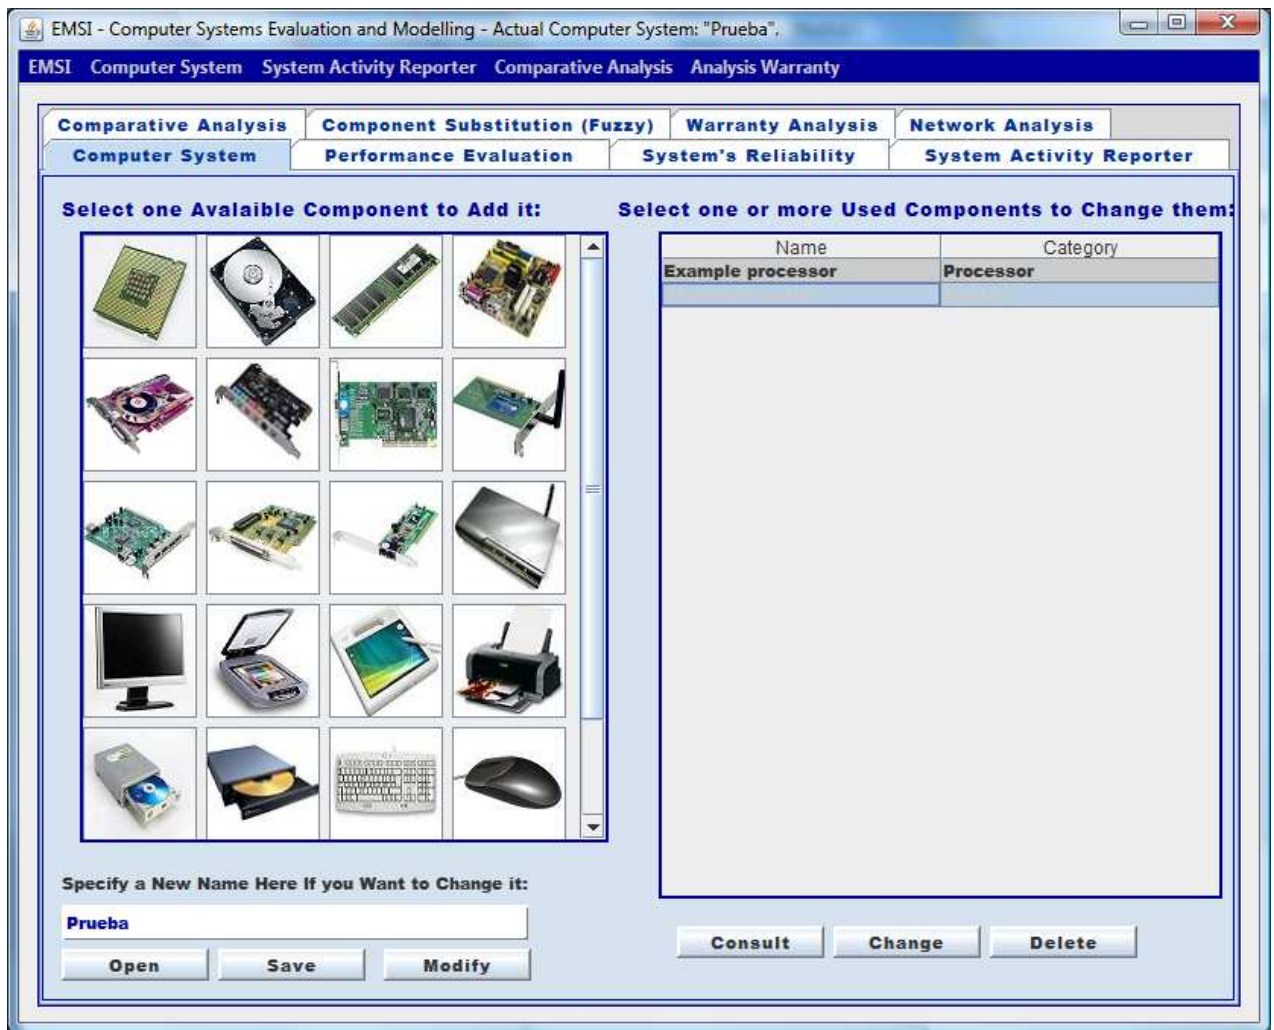 EMSI - Computer Systems Evaluation and Modelling - Actual Computer System: "Prueba".
EMSI Computer System System Activity Reporter Comparative Analysis Analysis Warranty
Comparative Analysis Component Substitution (Fuzzy) Warranty Analysis Network Analysis
Computer System Performance Evaluation System's Reliability System Activity Reporter
Select one Avalaible Component to Add it: Select one or more Used Components to Change them:
Name Category
Example processor Processor
Specify a New Name Here If you Want to Change it:
Prueba
Consult Change Delete
Open Save Modify